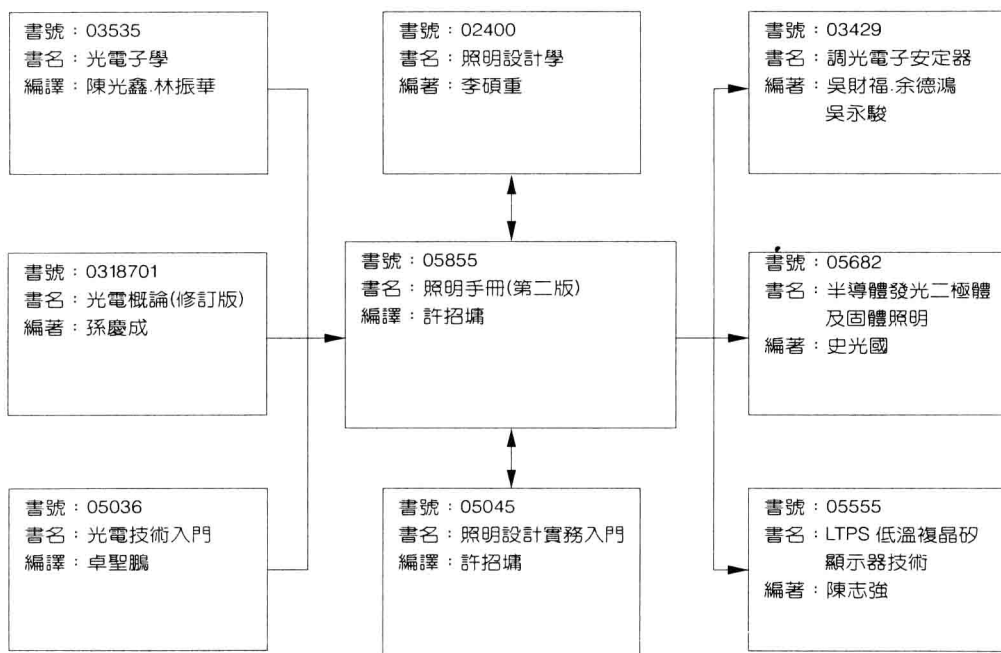 書號：03535
書名：光電子學
編譯：陳光鑫.林振華
書號：02400
書名：照明設計學
編著：李碩重
書號：03429
書名：調光電子安定器
編著：吳財福.余德鴻
吳永駿
書號：0318701
書名：光電概論(修訂版)
編著：孫慶成
書號：05855
書名：照明手冊(第二版)
編譯：許招墉
書號：05682
書名：半導體發光二極體
及固體照明
編著：史光國
書號：05036
書名：光電技術入門
編譯：卓聖鵬
書號：05045
書名：照明設計實務入門
編譯：許招墉
書號：05555
書名：LTPS 低溫複晶矽
顯示器技術
編著：陳志強